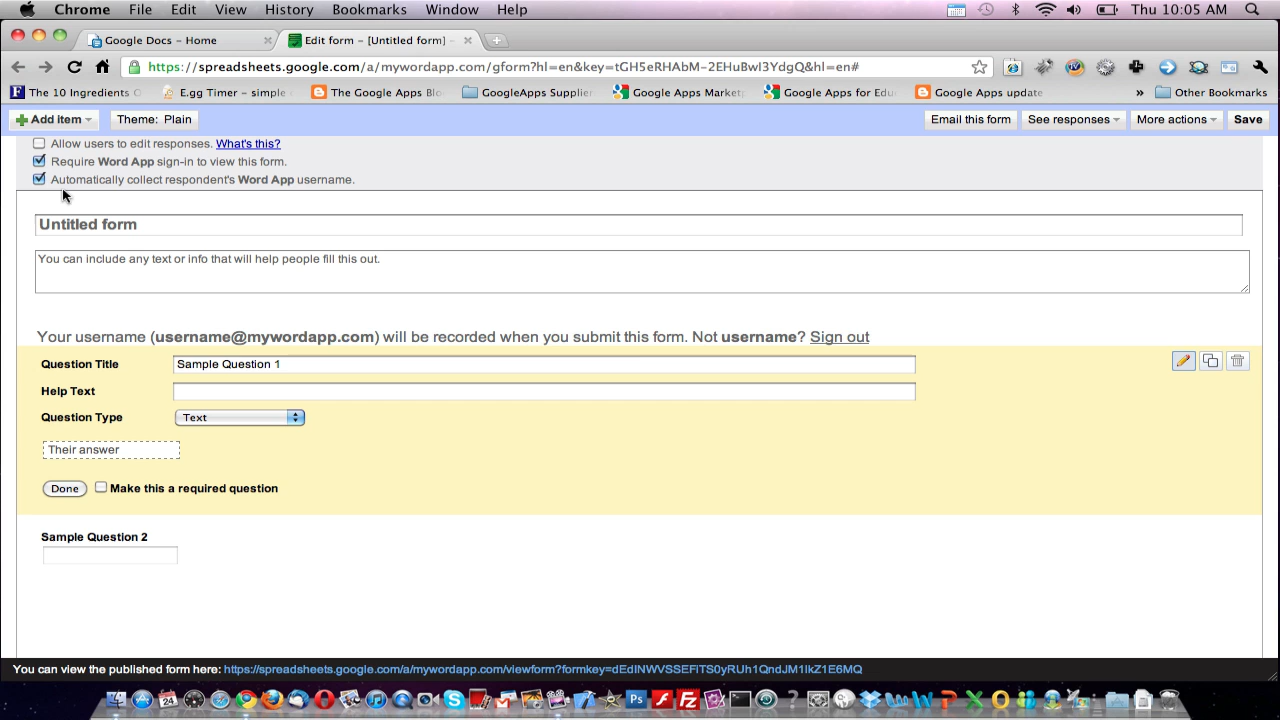 Chrome File Edit View History Bookmarks Window Help Thu 10:05 AM
Google Docs – Home
Edit form – [Untitled form] –
https://spreadsheets.google.com/a/mywordapp.com/gform?hl=en&key=tGH5eRHAbM-2EHuBwl3YdgQ&hl=en#
The 10 Ingredients E.gg Timer – simple The Google Apps Blo GoogleApps Supplier Google Apps Market Google Apps for Edu Google Apps update » Other Bookmarks
Add item Theme: Plain Email this form See responses More actions Save
Allow users to edit responses. What's this?
Require Word App sign-in to view this form.
Automatically collect respondent's Word App username.
Untitled form
You can include any text or info that will help people fill this out.
Your username (username@mywordapp.com) will be recorded when you submit this form. Not username? Sign out
Question Title Sample Question 1
Help Text
Question Type Text
Their answer
Done Make this a required question
Sample Question 2
You can view the published form here: https://spreadsheets.google.com/a/mywordapp.com/viewform?formkey=dEdINWVSSEFiTS0yRUh1QndJM1lkZ1E6MQ